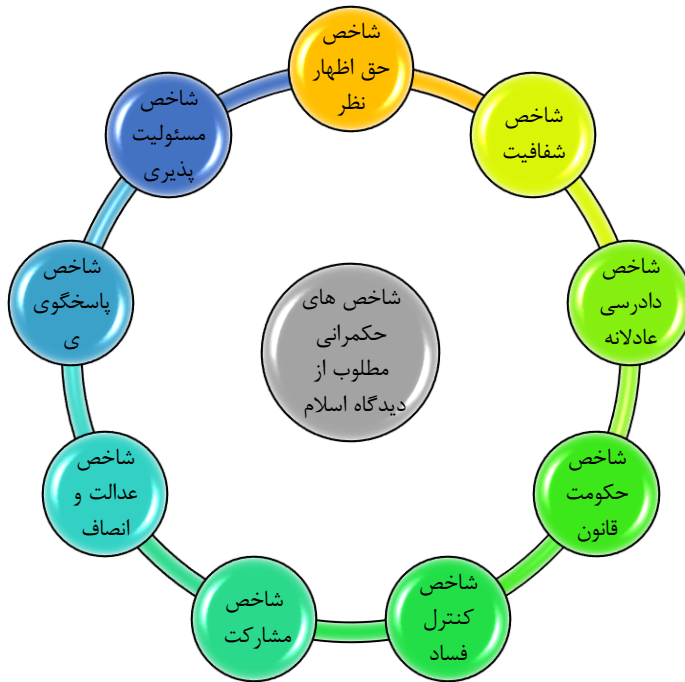 شاخص
حق اظهار
نظر
شاخص
شفافیت
شاخص
دادرسی
عادلانه
شاخص
حکومت
قانون
شاخص
کنترل
فساد
شاخص
مشارکت
شاخص
عدالت و
انصاف
شاخص
پاسخگوی
ی
شاخص
مسئولیت
پذیری
شاخص های
حکمرانی
مطلوب از
دیدگاه اسلام